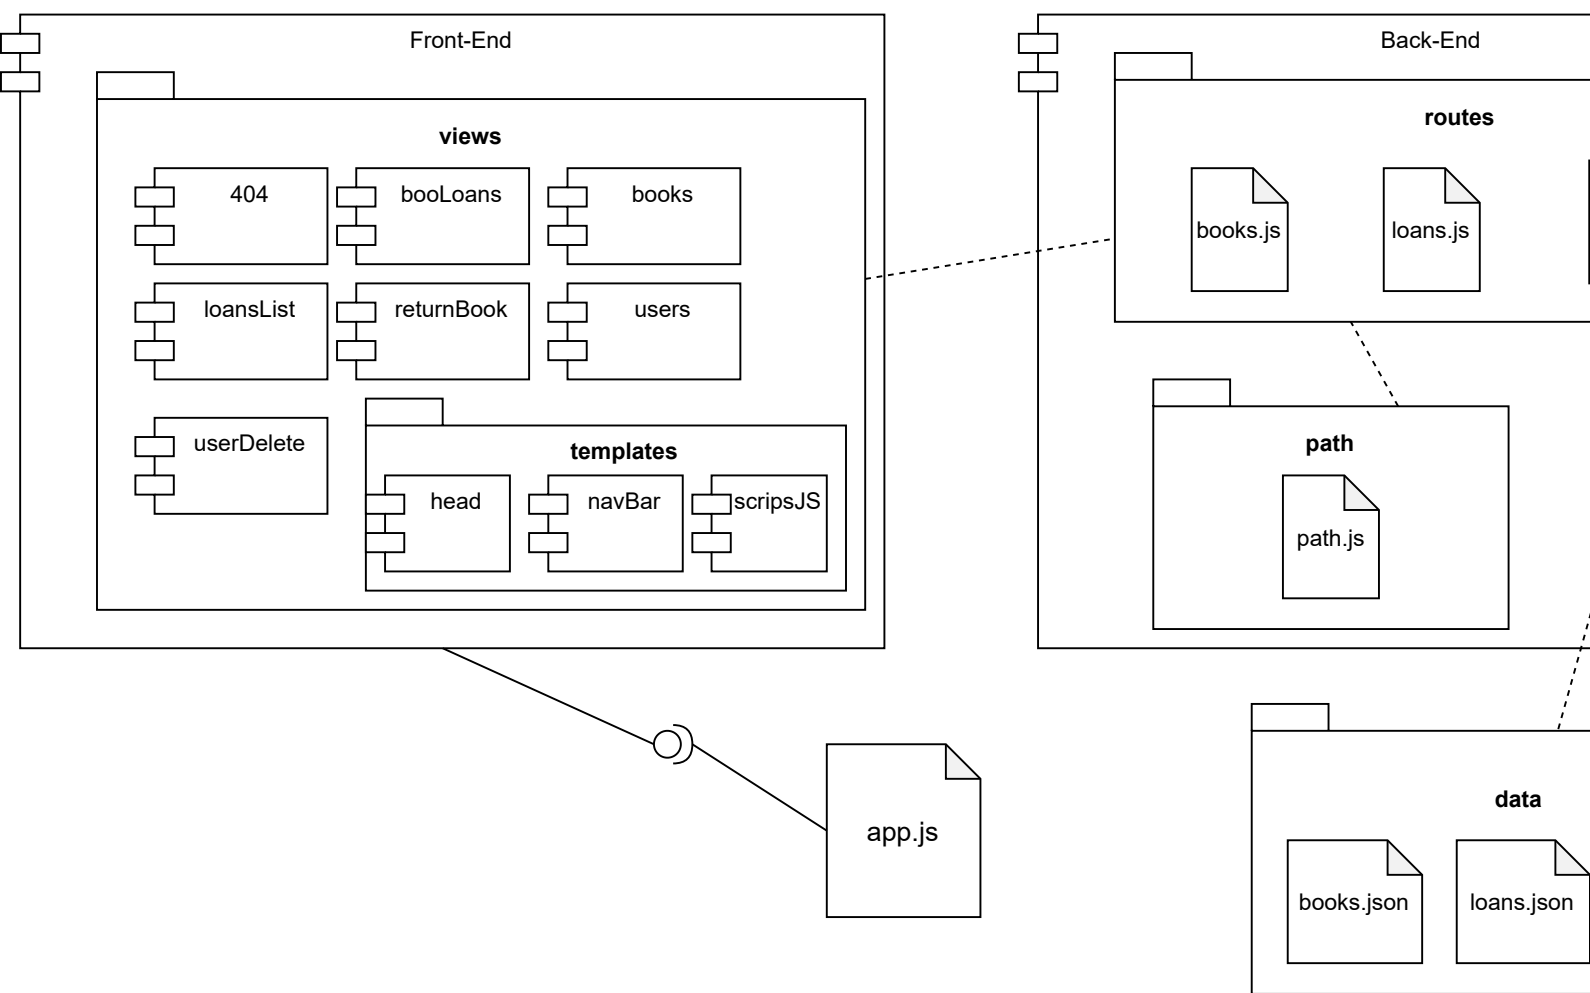 Front-End
views
404
booLoans
books
loansList
returnBook
users
userDelete
templates
head
navBar
scripsJS
Back-End
routes
books.js
loans.js
path
path.js
app.js
data
books.json
loans.json